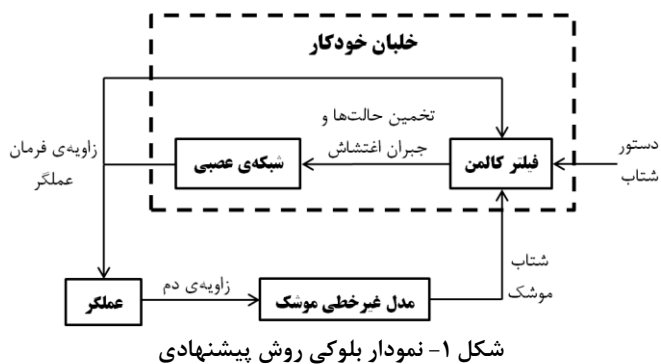 خلبان خودکار
تخمین حالت‌ها و
جبران اغتشاش
دستور
شتاب
فیلتر کالمن
شبکه‌ی عصبی
زاویه‌ی فرمان
عملگر
شتاب
موشک
زاویه‌ی دم
مدل غیرخطی موشک
عملگر
شکل ۱- نمودار بلوکی روش پیشنهادی